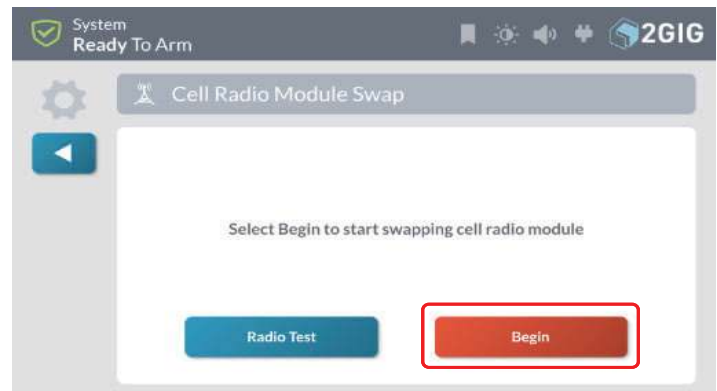 System
Ready To Arm
2GIG
Cell Radio Module Swap
Select Begin to start swapping cell radio module
Radio Test
Begin